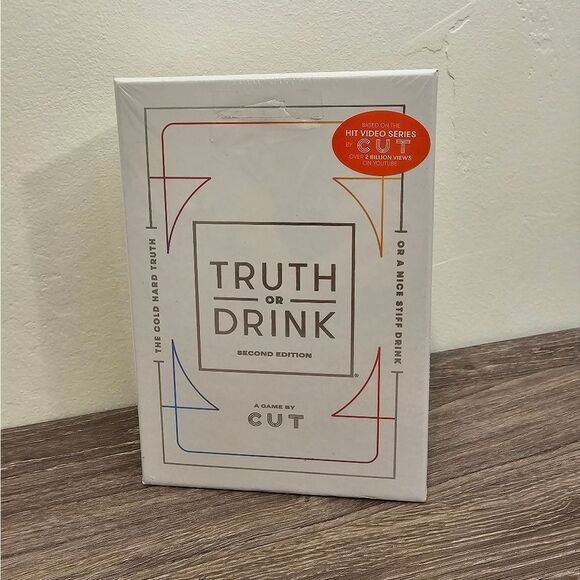 BASED ON THE
HIT VIDEO SERIES
BY CUT
OVER 2 BILLION VIEWS
ON YOUTUBE
THE COLD HARD TRUTH
OR A NICE STIFF DRINK
TRUTH
OR
DRINK
SECOND EDITION
®
A GAME BY
CUT